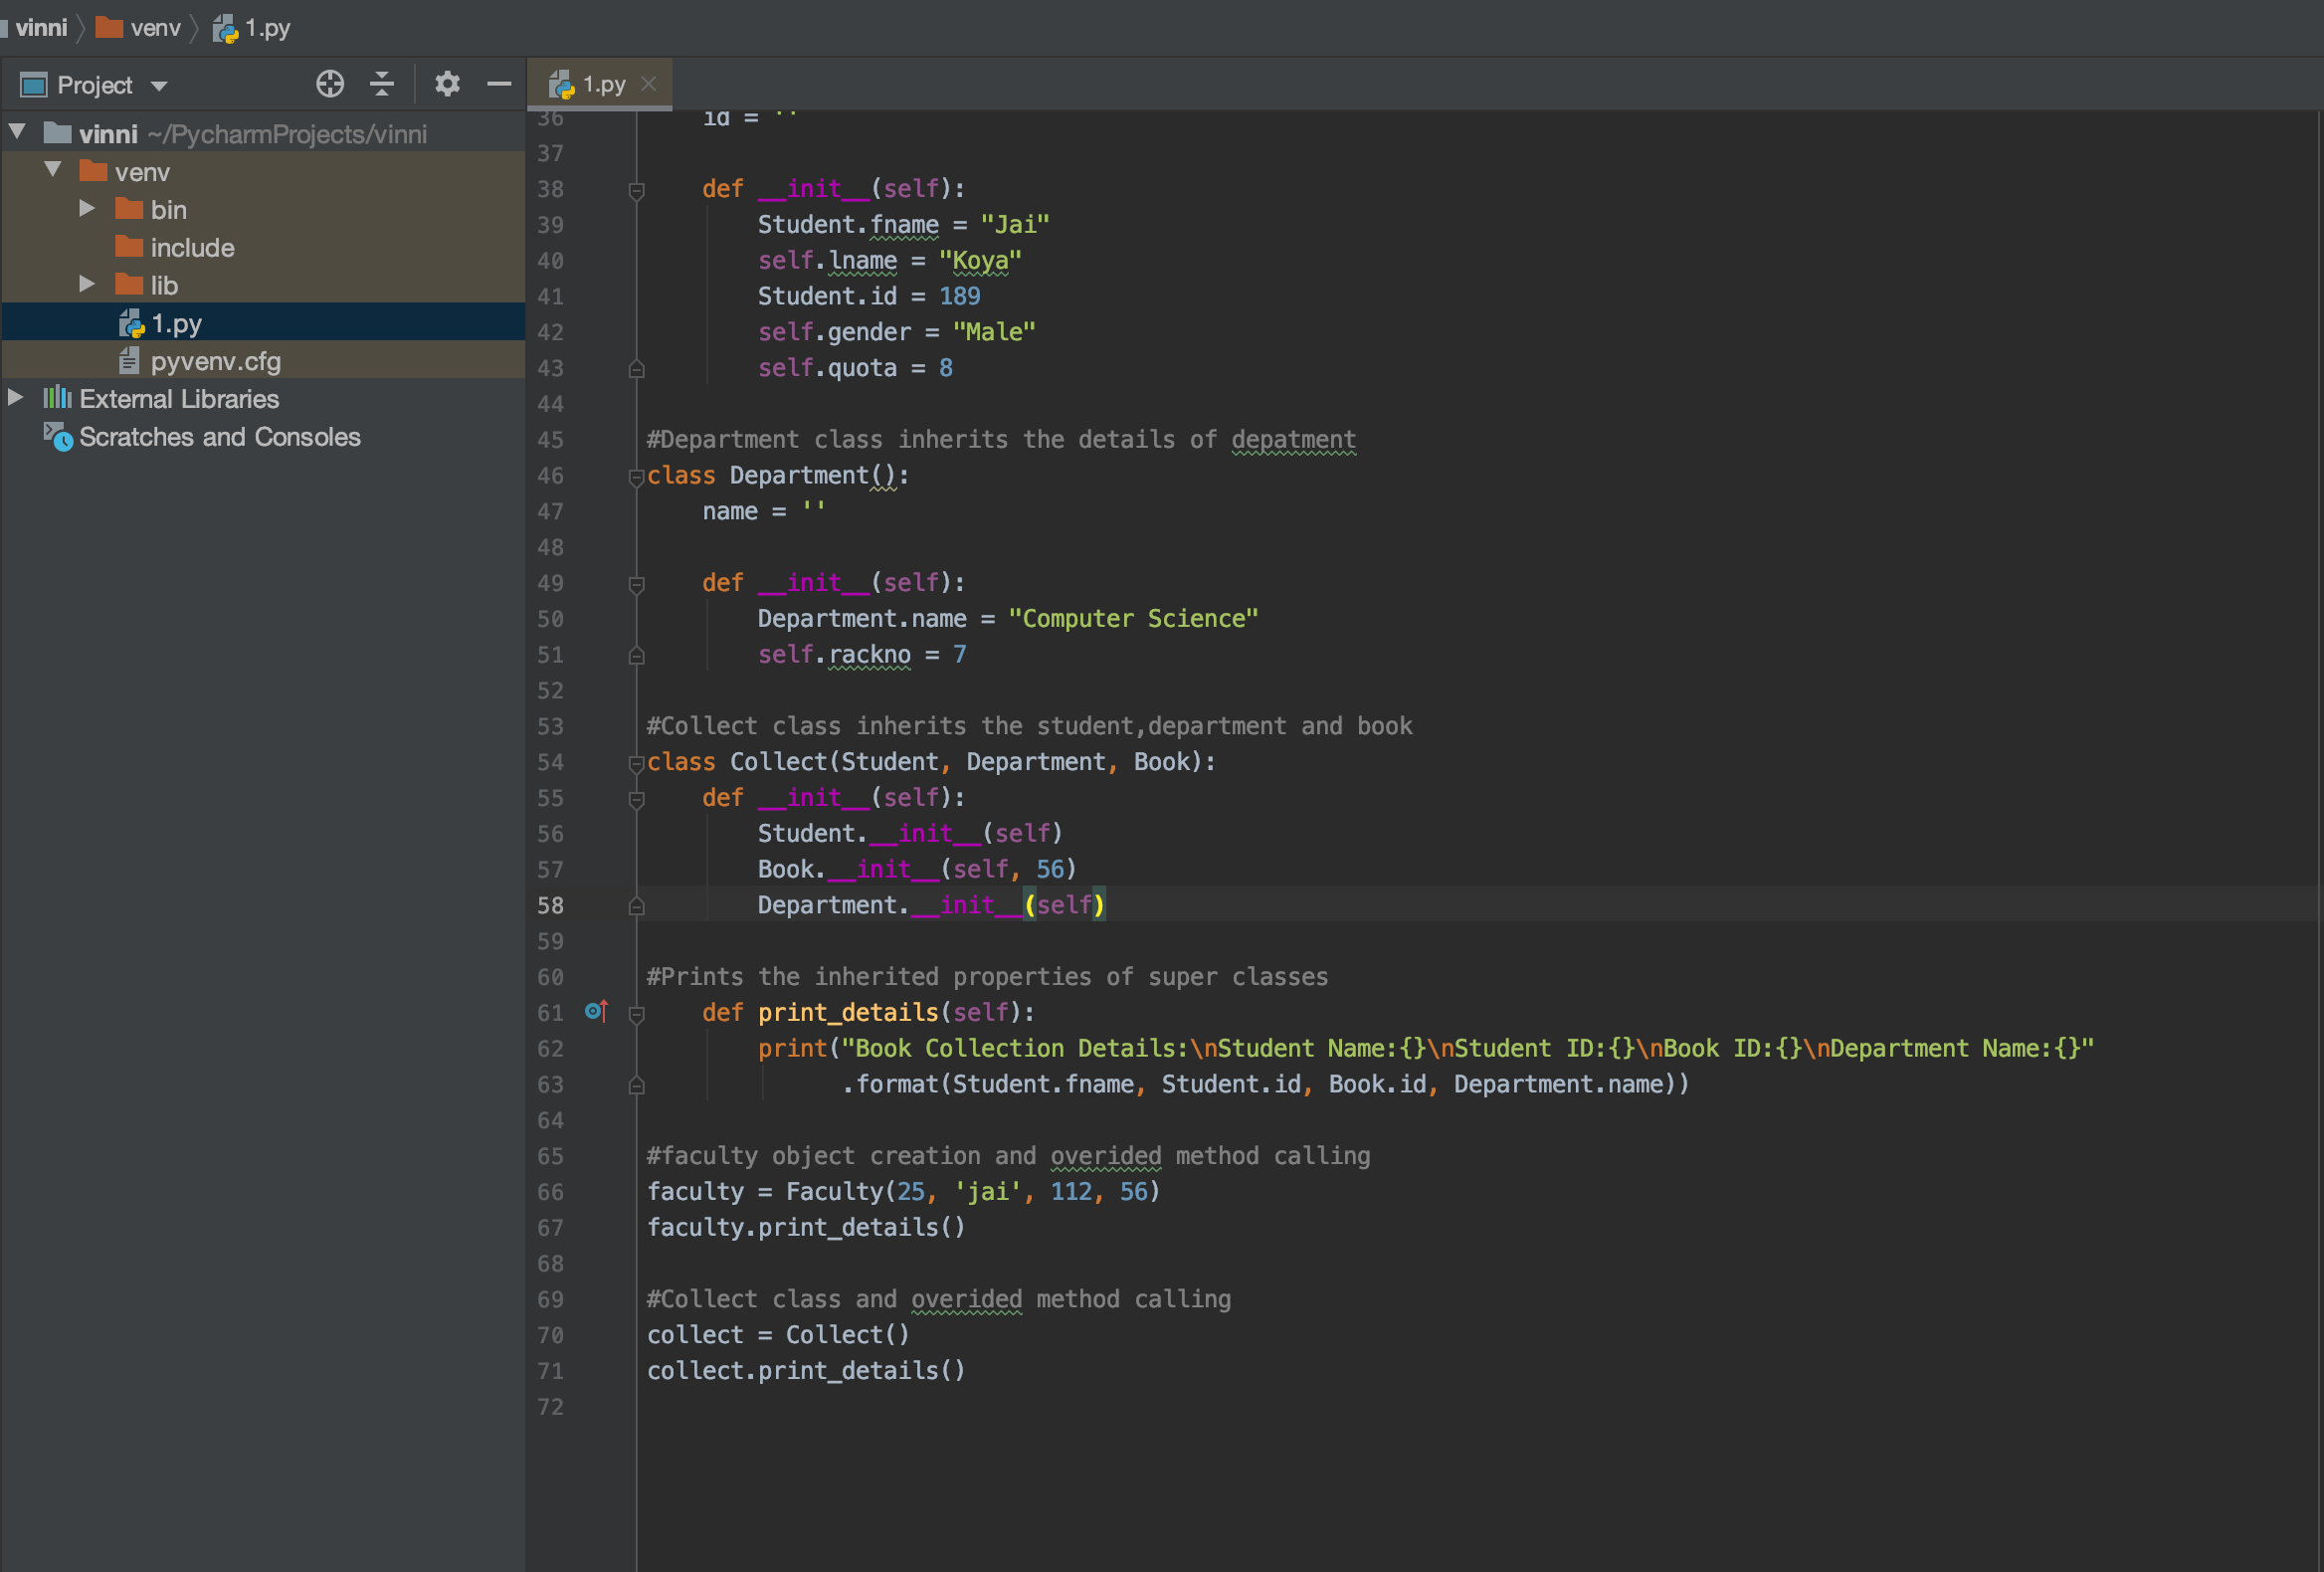 vinni venv 1.py
Project
1.py
vinni ~/PycharmProjects/vinni
venv
bin
include
lib
1.py
pyvenv.cfg
External Libraries
Scratches and Consoles
36     id = ''
37
38     def __init__(self):
39         Student.fname = "Jai"
40         self.lname = "Koya"
41         Student.id = 189
42         self.gender = "Male"
43         self.quota = 8
44
45 #Department class inherits the details of depatment
46 class Department():
47     name = ''
48
49     def __init__(self):
50         Department.name = "Computer Science"
51         self.rackno = 7
52
53 #Collect class inherits the student,department and book
54 class Collect(Student, Department, Book):
55     def __init__(self):
56         Student.__init__(self)
57         Book.__init__(self, 56)
58         Department.__init__(self)
59
60 #Prints the inherited properties of super classes
61     def print_details(self):
62         print("Book Collection Details:\nStudent Name:{}\nStudent ID:{}\nBook ID:{}\nDepartment Name:{}"
63               .format(Student.fname, Student.id, Book.id, Department.name))
64
65 #faculty object creation and overided method calling
66 faculty = Faculty(25, 'jai', 112, 56)
67 faculty.print_details()
68
69 #Collect class and overided method calling
70 collect = Collect()
71 collect.print_details()
72